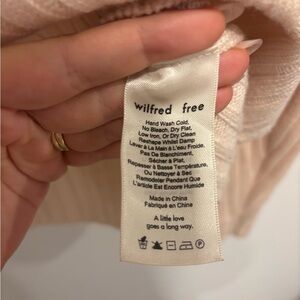 wilfred free
Hand Wash Cold,
No Bleach, Dry Flat,
Low Iron, Or Dry Clean
Reshape Whilst Damp
Laver à La Main à L'eau Froide,
Pas De Blanchiment,
Sécher à Plat,
Repasser à Basse Température,
Ou Nettoyer à Sec
Remodeler Pendant Que
L'article Est Encore Humide
Made in China
Fabriqué en China
A little love
goes a long way.
P